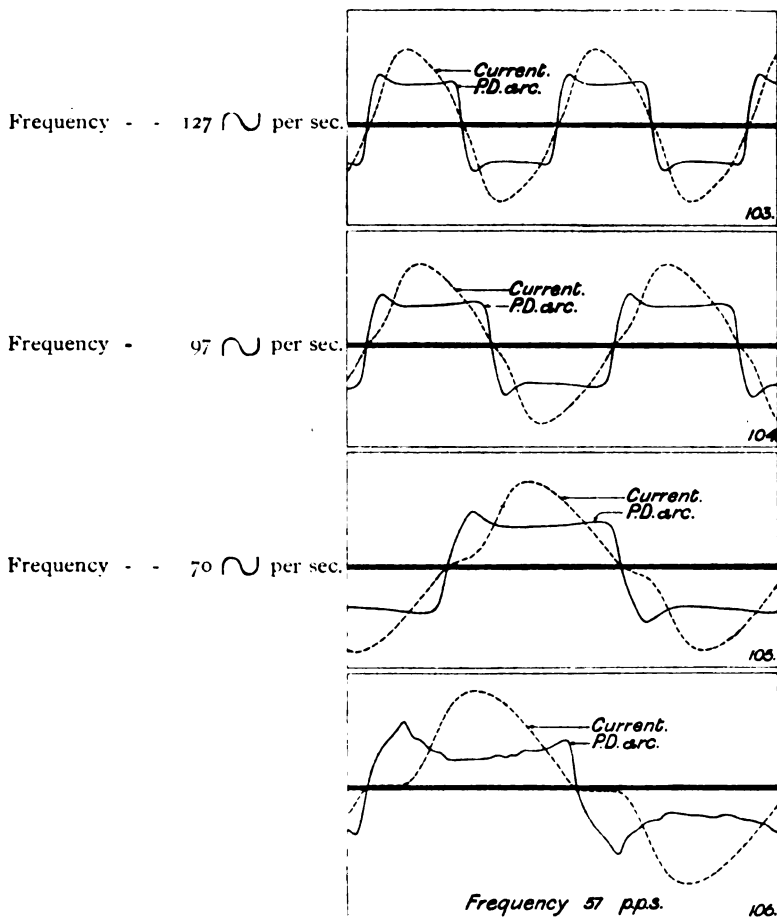 Current.
P.D. arc.
Frequency - - 127 ∿ per sec.
103.
Current.
P.D. arc.
Frequency - 97 ∿ per sec.
104.
Current.
P.D. arc.
Frequency - - 70 ∿ per sec.
105.
Current.
P.D. arc.
Frequency 57 p.p.s.
106.